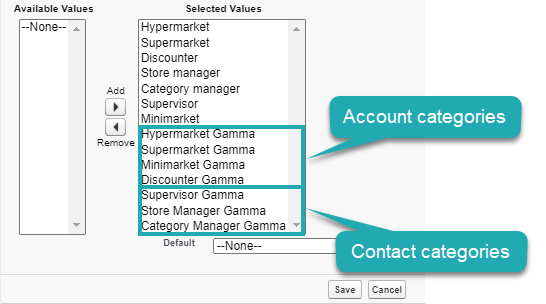 Available Values
Selected Values
--None--
Hypermarket
Supermarket
Discounter
Store manager
Category manager
Supervisor
Minimarket
Hypermarket Gamma
Supermarket Gamma
Minimarket Gamma
Discounter Gamma
Supervisor Gamma
Store Manager Gamma
Category Manager Gamma
Add
Remove
Account categories
Contact categories
Default
--None--
Save
Cancel